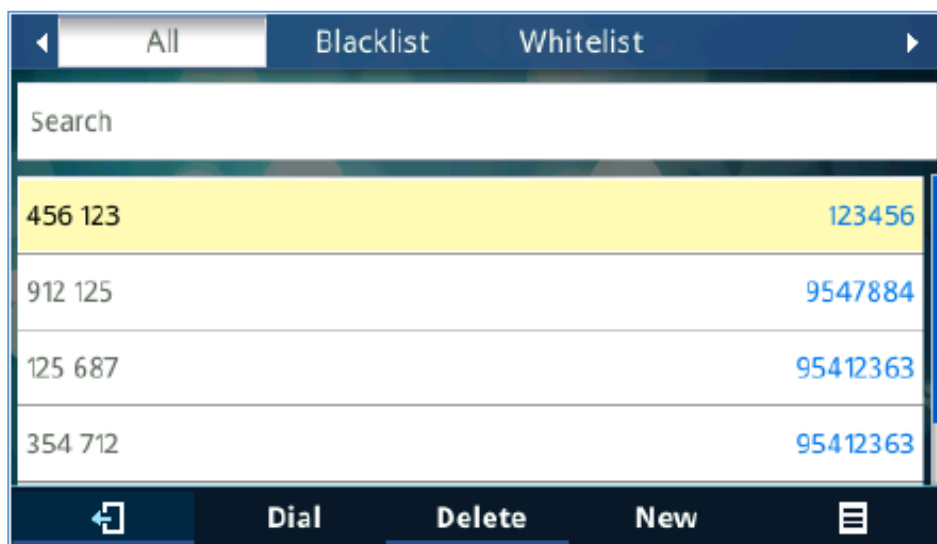 All Blacklist Whitelist
Search
456 123 123456
912 125 9547884
125 687 95412363
354 712 95412363
Dial Delete New